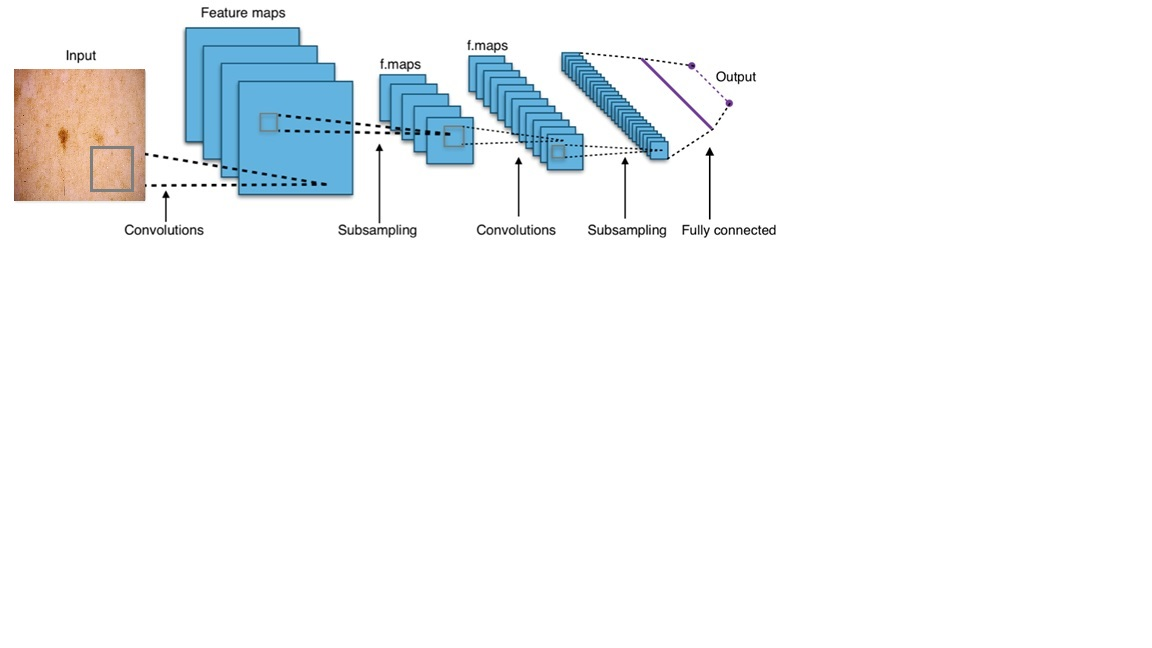 Feature maps
Input
f.maps
f.maps
Output
Convolutions
Subsampling
Convolutions
Subsampling
Fully connected